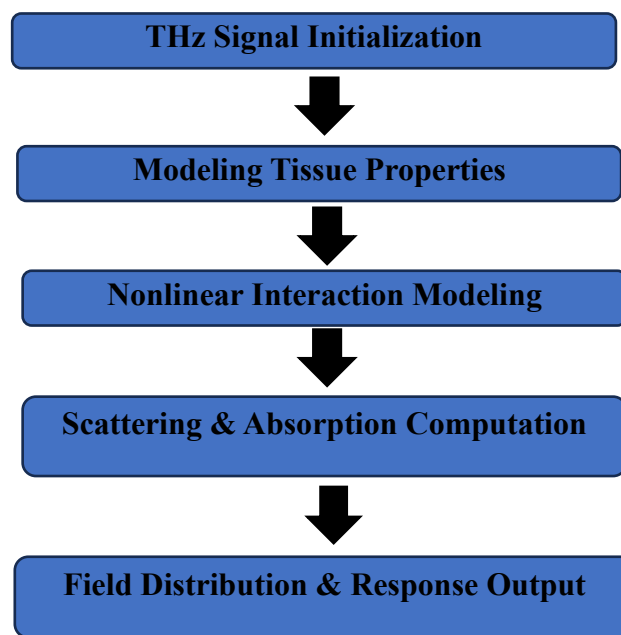 THz Signal Initialization
Modeling Tissue Properties
Nonlinear Interaction Modeling
Scattering & Absorption Computation
Field Distribution & Response Output